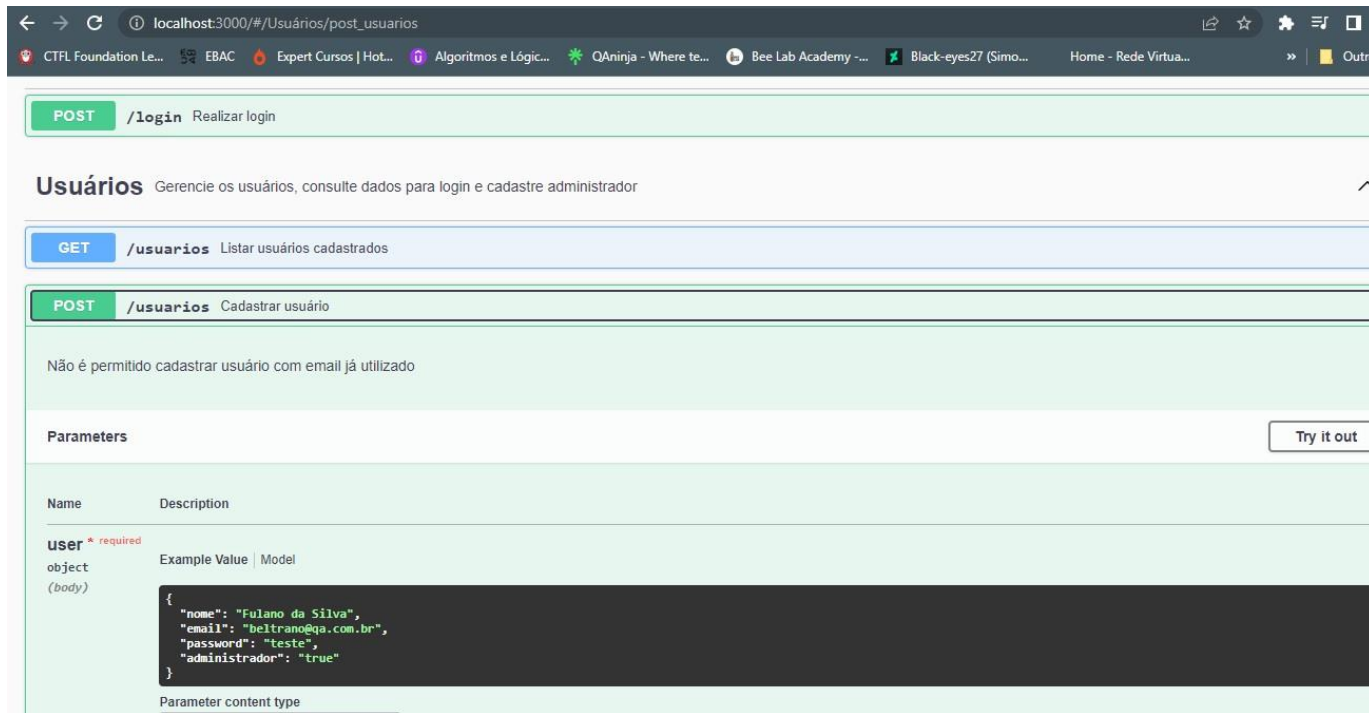 localhost:3000/#/Usuários/post_usuarios
CTFL Foundation Le... EBAC Expert Cursos | Hot... Algoritmos e Lógic... QAninja - Where te... Bee Lab Academy -... Black-eyes27 (Simo... Home - Rede Virtua... » Outr
POST /login Realizar login
Usuários Gerencie os usuários, consulte dados para login e cadastre administrador
GET /usuarios Listar usuários cadastrados
POST /usuarios Cadastrar usuário
Não é permitido cadastrar usuário com email já utilizado
Parameters Try it out
Name Description
user * required
Example Value | Model
object
(body)
{
"nome": "Fulano da Silva",
"email": "beltrano@qa.com.br",
"password": "teste",
"administrador": "true"
}
Parameter content type